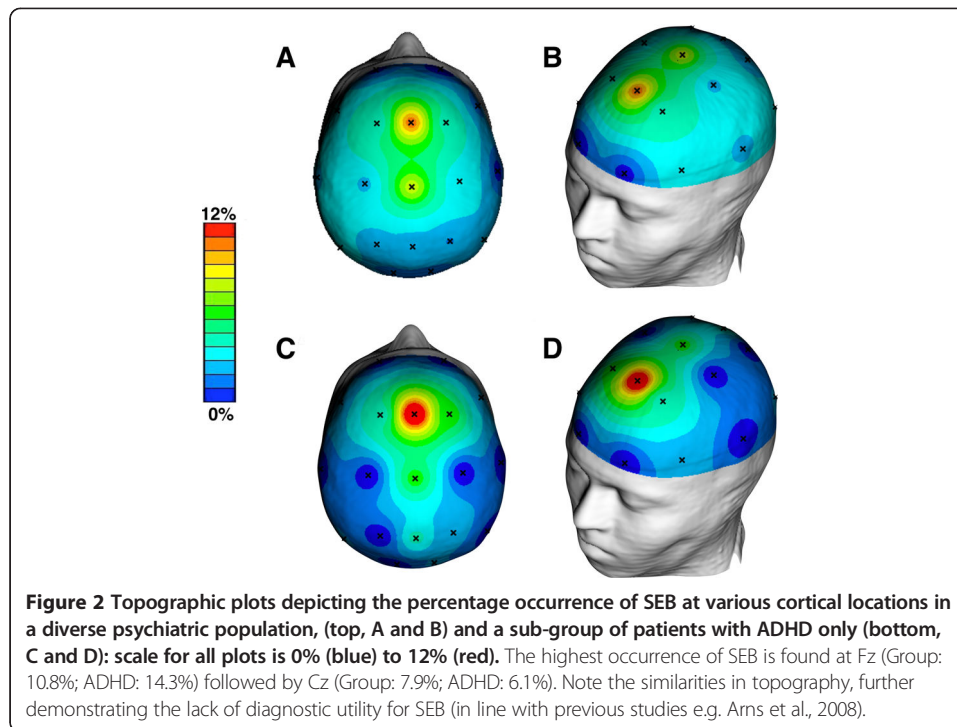 A
B
12%
0%
C
D
Figure 2 Topographic plots depicting the percentage occurrence of SEB at various cortical locations in
a diverse psychiatric population, (top, A and B) and a sub-group of patients with ADHD only (bottom,
C and D): scale for all plots is 0% (blue) to 12% (red). The highest occurrence of SEB is found at Fz (Group:
10.8%; ADHD: 14.3%) followed by Cz (Group: 7.9%; ADHD: 6.1%). Note the similarities in topography, further
demonstrating the lack of diagnostic utility for SEB (in line with previous studies e.g. Arns et al., 2008).